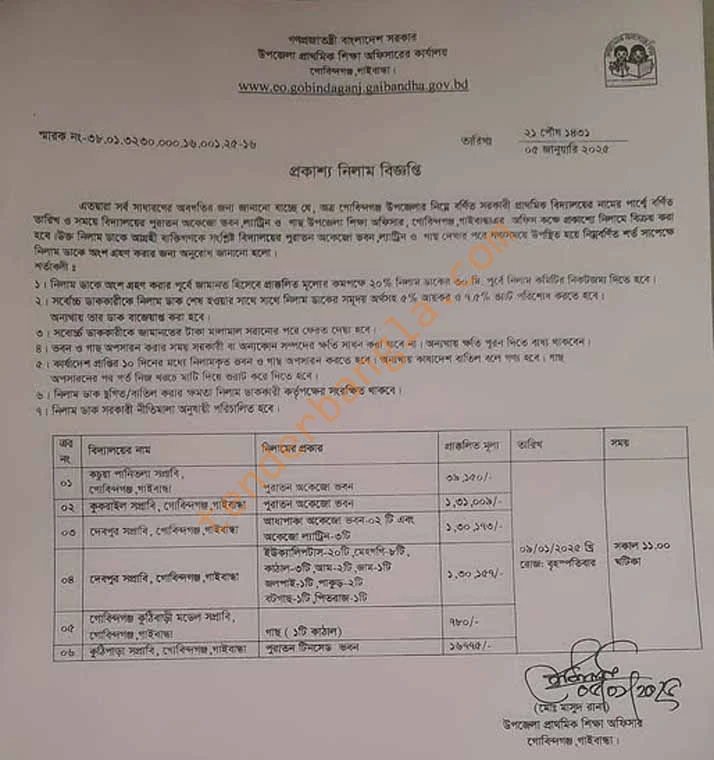 গণপ্রজাতন্ত্রী বাংলাদেশ সরকার
উপজেলা প্রাথমিক শিক্ষা অফিসারের কার্যালয়
গোবিন্দগঞ্জ,গাইবান্ধা।
www.eo.gobindaganj.gaibandha.gov.bd
স্মারক নং-৩৮.০১.৩২৩০.০০০.১৬.০০১.২৫-১৬
তারিখঃ ২১ পৌষ ১৪৩১
০৫ জানুয়ারি ২০২৫
প্রকাশ্য নিলাম বিজ্ঞপ্তি
এতদ্বারা সর্ব সাধারণের অবগতির জন্য জানানো যাচ্ছে যে, অত্র গোবিন্দগঞ্জ উপজেলার নিম্ন বর্ণিত সরকারী প্রাথমিক বিদ্যালয়ের নামের পার্শ্বে বর্ণিত
তারিখ ও সময়ে বিদ্যালয়ের পুরাতন অকেজো ভবন,ল্যাট্রিন ও গাছ উপজেলা শিক্ষা অফিসার, গোবিন্দগঞ্জ,গাইবান্ধাএর অফিস কক্ষে প্রকাশ্যে নিলামে বিক্রয় করা
হবে।উক্ত নিলাম ডাকে আগ্রহী ব্যক্তিগণকে সংশ্লিষ্ট বিদ্যালয়ের পুরাতন অকেজো ভবন,ল্যাট্রিন ও গাছ দেখার পরে যথাসময়ে উপস্থিত হয়ে নিম্নবর্ণিত শর্ত সাপেক্ষে
নিলাম ডাকে অংশ গ্রহণ করার জন্য অনুরোধ জানানো হলো।
শর্তাবলী :
১। নিলাম ডাকে অংশ গ্রহণ করার পূর্বে জামানত হিসেবে প্রাক্কলিত মূল্যের কমপক্ষে ২০% নিলাম ডাকের ৩০ মি. পূর্বে নিলাম কমিটির নিকটজমা দিতে হবে।
২। সর্বোচ্চ ডাককারীকে নিলাম ডাক শেষ হওয়ার সাথে সাথে নিলাম ডাকের সমূদয় অর্থসহ ৫% আয়কর ও ৭.৫% ভ্যাট পরিশোধ করতে হবে।
অন্যথায় তার ডাক বাজেয়াপ্ত করা হবে।
৩। সর্বোচ্চ ডাককারীকে জামানতের টাকা মালামাল সরানোর পরে ফেরত দেয়া হবে।
৪। ভবন ও গাছ অপসারন করার সময় সরকারী বা অন্যকোন সম্পদের ক্ষতি সাধন করা যাবে না। অন্যথায় ক্ষতি পূরন দিতে বাধ্য থাকবেন।
৫। কার্যাদেশ প্রাপ্তির ১০ দিনের মধ্যে নিলামকৃত ভবন ও গাছ অপসারন করতে হবে। অন্যথায় কার্যাদেশ বাতিল বলে গণ্য হবে। গাছ
অপসারনের পর গর্ত নিজ খরচে মাটি দিয়ে ভরাট করে দিতে হবে।
৬। নিলাম ডাক স্থগিত/বাতিল করার ক্ষমতা নিলাম ডাককারী কর্তৃপক্ষের সংরক্ষিত থাকবে।
৭। নিলাম ডাক সরকারী নীতিমালা অনুযায়ী পরিচালিত হবে।
ক্রঃ নং বিদ্যালয়ের নাম নিলামের প্রকার প্রাক্কলিত মূল্য তারিখ সময়
০১ কচুয়া পানিতলা সপ্রাবি, গোবিন্দগঞ্জ,গাইবান্ধা পুরাতন অকেজো ভবন ৩৯,১৫০/-
০২ কুকরাইল সপ্রাবি, গোবিন্দগঞ্জ,গাইবান্ধা পুরাতন অকেজো ভবন ১,৩১,০০৯/-
০৩ দেবপুর সপ্রাবি, গোবিন্দগঞ্জ,গাইবান্ধা আধাপাকা অকেজো ভবন-০২ টি এবং
অকেজো ল্যাট্রিন-৩টি ১,৩০,১৭৩/-
০৯/০১/২০২৫ খ্রি
রোজ: বৃহস্পতিবার
সকাল ১১.০০
ঘটিকা
০৪ দেবপুর সপ্রাবি, গোবিন্দগঞ্জ,গাইবান্ধা ইউক্যালিপটাস-২০টি,মেহগণি-৮টি,
কাঠাল-৩টি,আম-২টি,জাম-১টি
জলপাই-১টি,পাকুড়-২টি
বটগাছ-১টি,পিতরাজ-১টি ১,৩০,১৫৭/-
০৫ গোবিন্দগঞ্জ কুঠিবাড়ী মডেল সপ্রাবি,
গোবিন্দগঞ্জ,গাইবান্ধা গাছ ( ১টি কাঠাল) ৭৮০/-
০৬ কুঠিপাড়া সপ্রাবি, গোবিন্দগঞ্জ,গাইবান্ধা পুরাতন টিনসেড ভবন ১৬৭৭৫/-
০৫/০১/২০২৫
(মোঃ মাসুদ রানা)
উপজেলা প্রাথমিক শিক্ষা অফিসার
গোবিন্দগঞ্জ,গাইবান্ধা।
tenderbangla.com